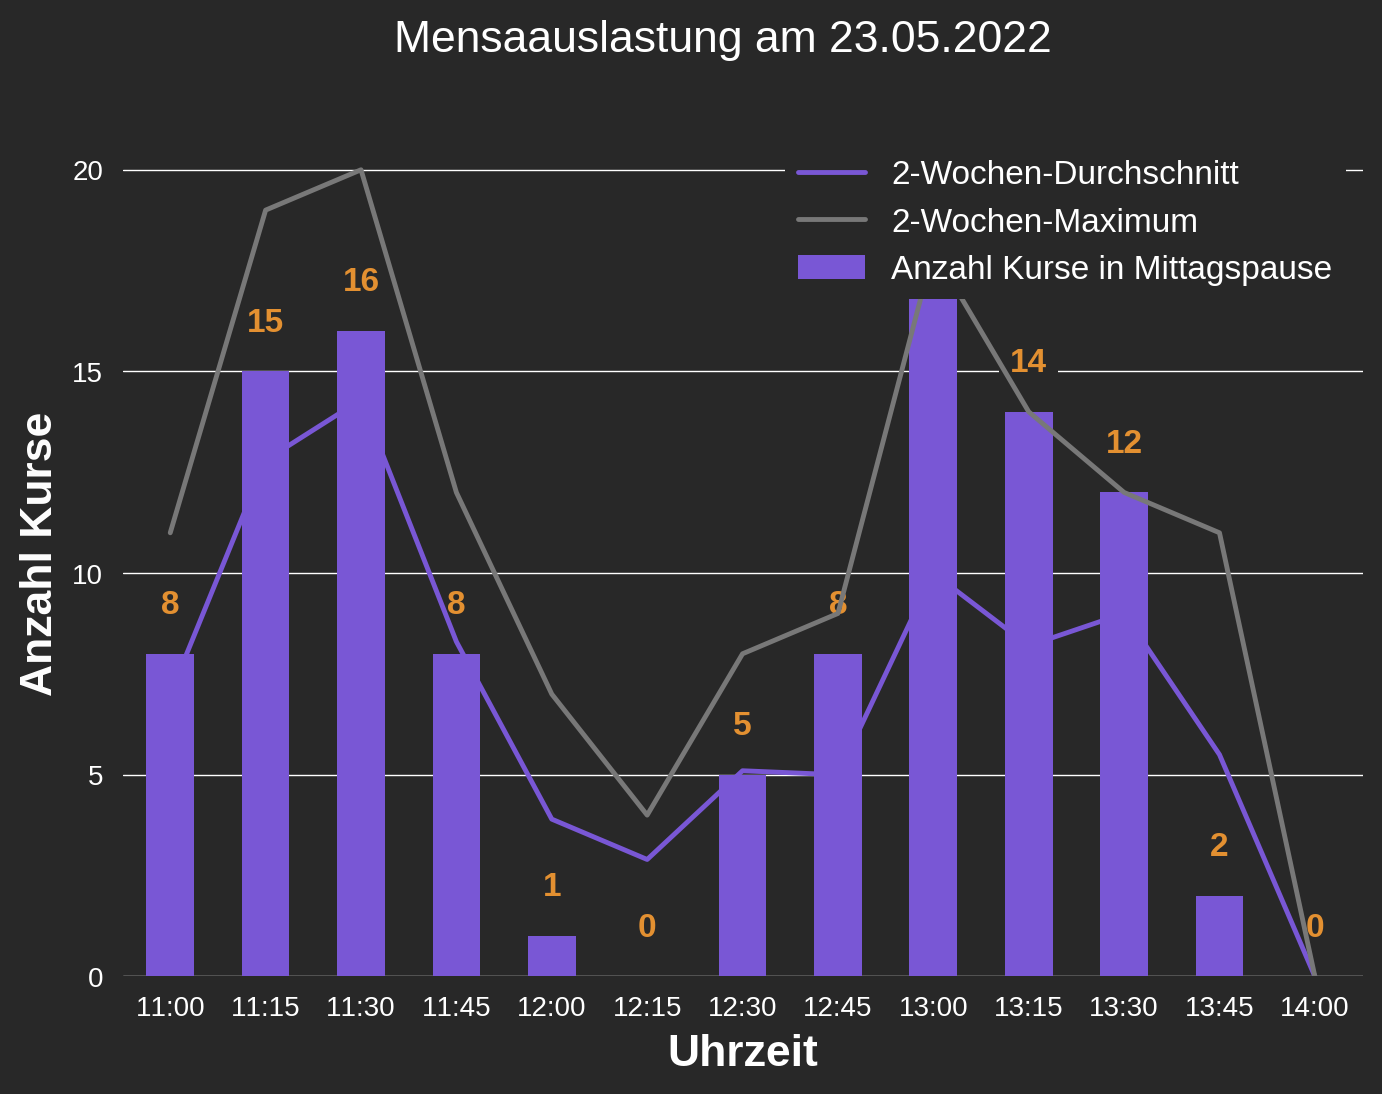 Mensaauslastung am 23.05.2022
2-Wochen-Durchschnitt
2-Wochen-Maximum
Anzahl Kurse in Mittagspause
Anzahl Kurse
20
15
10
5
0
8
15
16
8
1
0
5
8
14
12
2
0
11:00 11:15 11:30 11:45 12:00 12:15 12:30 12:45 13:00 13:15 13:30 13:45 14:00
Uhrzeit